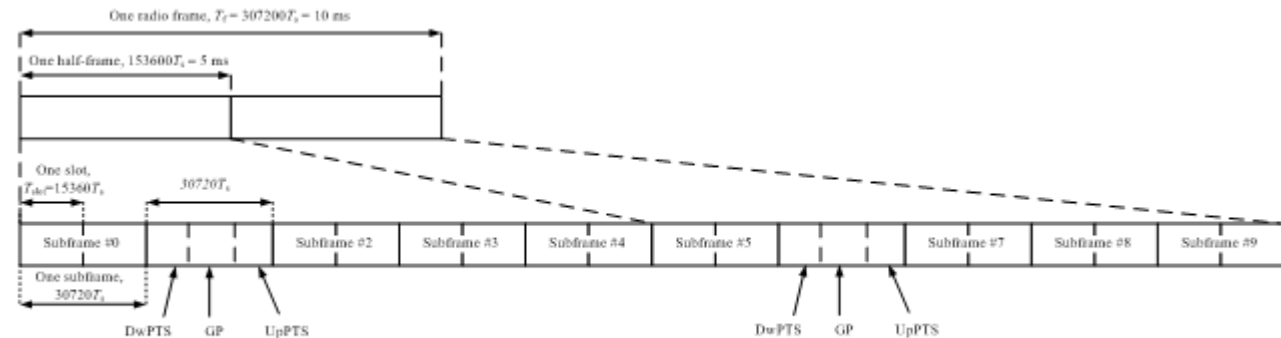 One radio frame, Tf = 307200Ts = 10 ms
One half-frame, 153600Ts = 5 ms
One slot,
Tslot=15360Ts
30720Ts
Subframe #0
Subframe #2
Subframe #3
Subframe #4
Subframe #5
Subframe #7
Subframe #8
Subframe #9
One subframe,
30720Ts
DwPTS
GP
UpPTS
DwPTS
GP
UpPTS